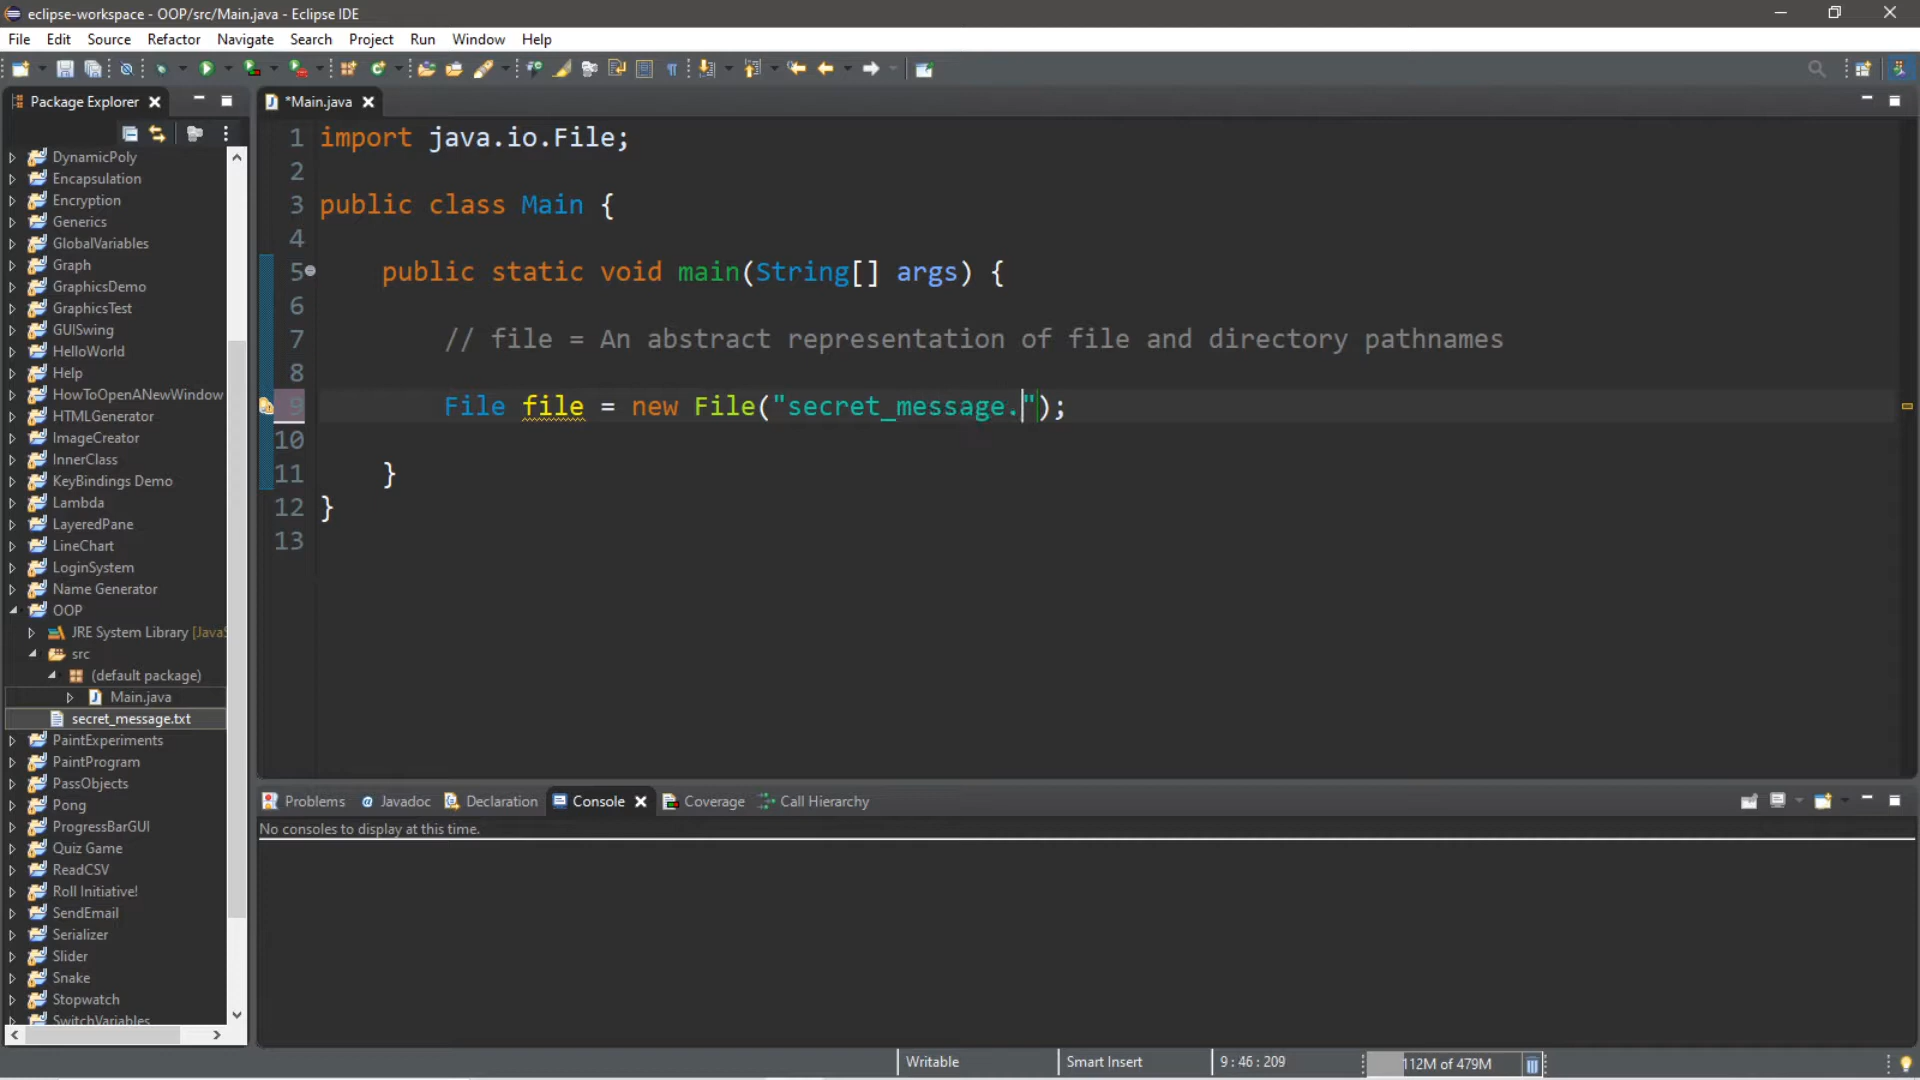 eclipse-workspace - OOP/src/Main.java - Eclipse IDE
File Edit Source Refactor Navigate Search Project Run Window Help
Package Explorer
DynamicPoly
Encapsulation
Encryption
Generics
GlobalVariables
Graph
GraphicsDemo
GraphicsTest
GUISwing
HelloWorld
Help
HowToOpenANewWindow
HTMLGenerator
ImageCreator
InnerClass
KeyBindings Demo
Lambda
LayeredPane
LineChart
LoginSystem
Name Generator
OOP
JRE System Library [JavaS
src
(default package)
Main.java
secret_message.txt
PaintExperiments
PaintProgram
PassObjects
Pong
ProgressBarGUI
Quiz Game
ReadCSV
Roll Initiative!
SendEmail
Serializer
Slider
Snake
Stopwatch
SwitchVariables
*Main.java
1 import java.io.File;
2
3 public class Main {
4
5 public static void main(String[] args) {
6
7 // file = An abstract representation of file and directory pathnames
8
9 File file = new File("secret_message.");
10
11 }
12 }
13
Problems Javadoc Declaration Console Coverage Call Hierarchy
No consoles to display at this time.
Writable Smart Insert 9 : 46 : 209 112M of 479M